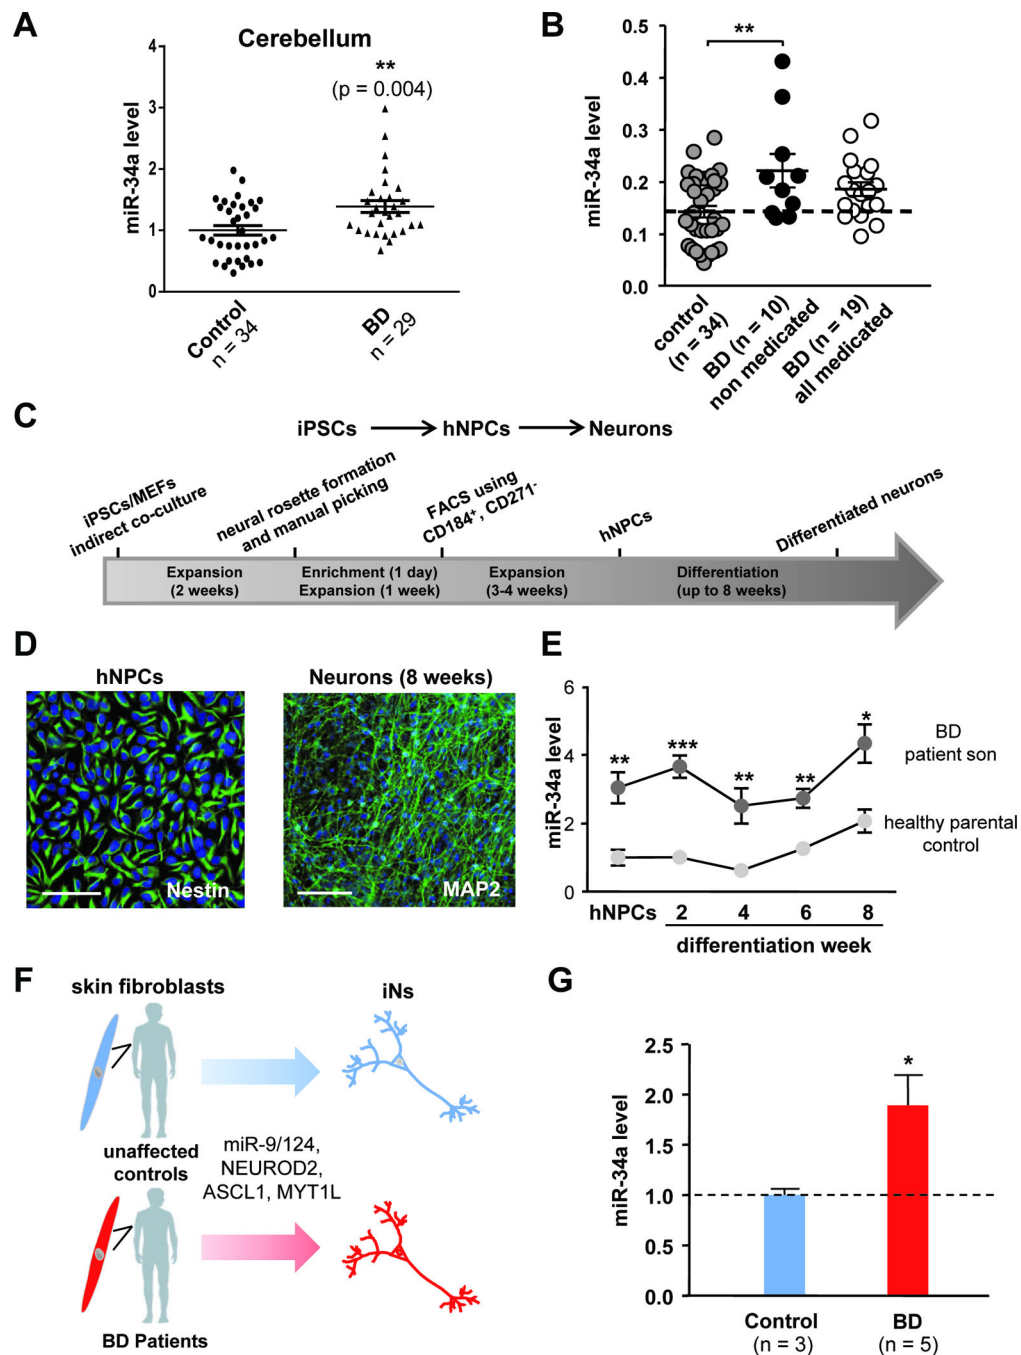 A
Cerebellum
miR-34a level
4
3
2
1
0
**
(p = 0.004)
Control
n = 34
BD
n = 29
B
miR-34a level
0.5
0.4
0.3
0.2
0.1
0.0
**
control
(n = 34)
BD (n = 10)
non medicated
BD (n = 19)
all medicated
C
iPSCs
hNPCs
Neurons
iPSCs/MEFs
indirect co-culture
neural rosette formation
and manual picking
FACS using
CD184⁺, CD271⁻
hNPCs
Differentiated neurons
Expansion
(2 weeks)
Enrichment (1 day)
Expansion (1 week)
Expansion
(3-4 weeks)
Differentiation
(up to 8 weeks)
D
hNPCs
Nestin
Neurons (8 weeks)
MAP2
E
miR-34a level
6
4
2
0
**
***
**
**
*
BD
patient son
healthy parental
control
hNPCs
2
4
6
8
differentiation week
F
skin fibroblasts
iNs
unaffected
controls
miR-9/124,
NEUROD2,
ASCL1, MYT1L
BD Patients
G
miR-34a level
2.5
2.0
1.5
1.0
0.5
0.0
*
Control
(n = 3)
BD
(n = 5)